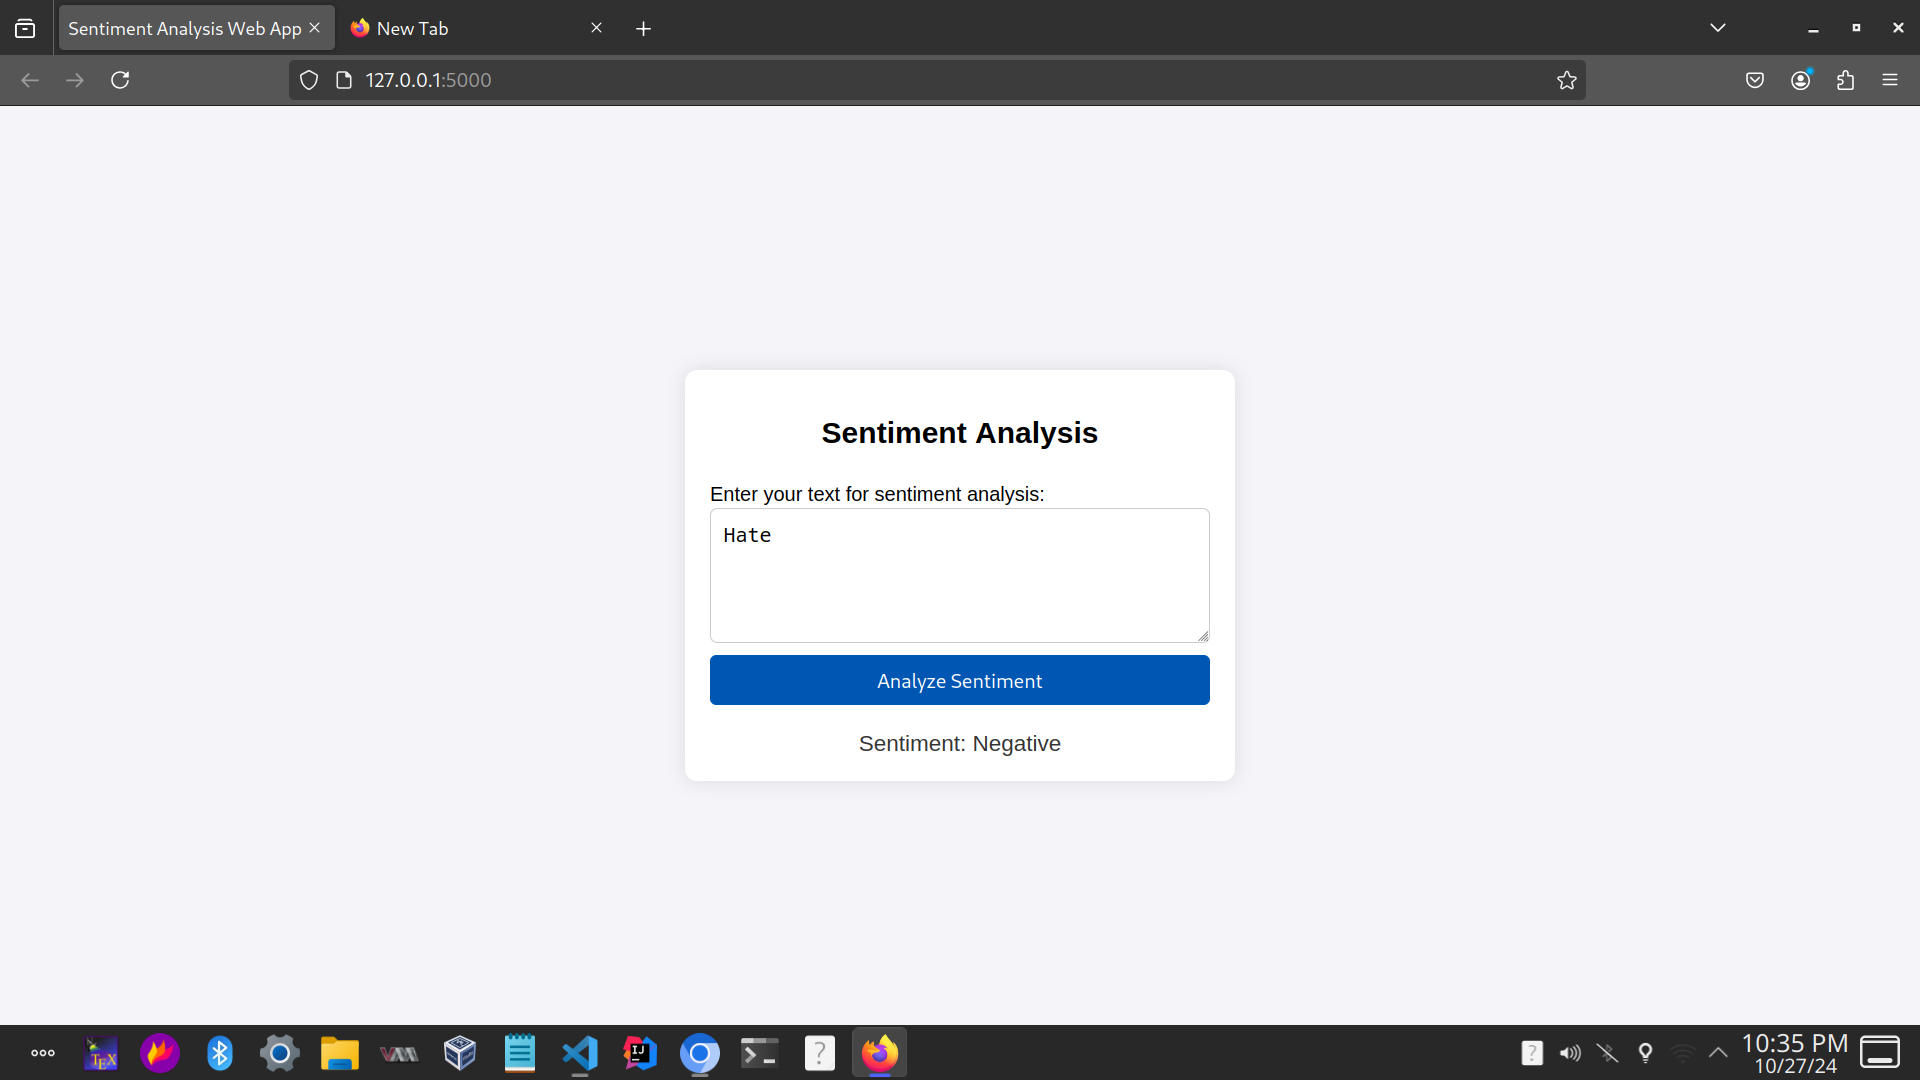 Sentiment Analysis Web App
New Tab
127.0.0.1:5000
Sentiment Analysis
Enter your text for sentiment analysis:
Hate
Analyze Sentiment
Sentiment: Negative
TEX
IJ
?
?
10:35 PM
10/27/24